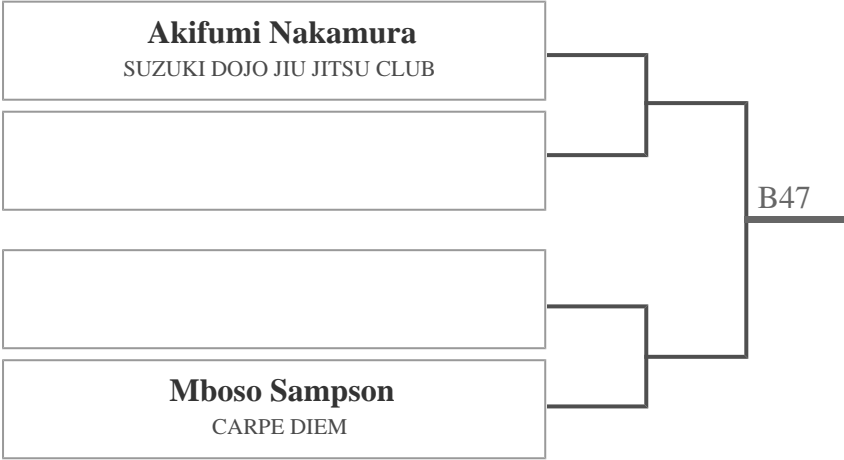 Akifumi Nakamura
SUZUKI DOJO JIU JITSU CLUB
B47
Mboso Sampson
CARPE DIEM